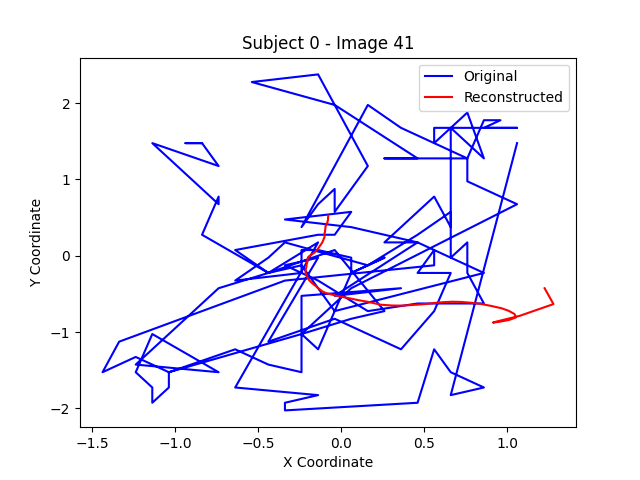 Subject 0 - Image 41
Original
Reconstructed
Y Coordinate
2
1
0
−1
−2
−1.5
−1.0
−0.5
0.0
0.5
1.0
X Coordinate